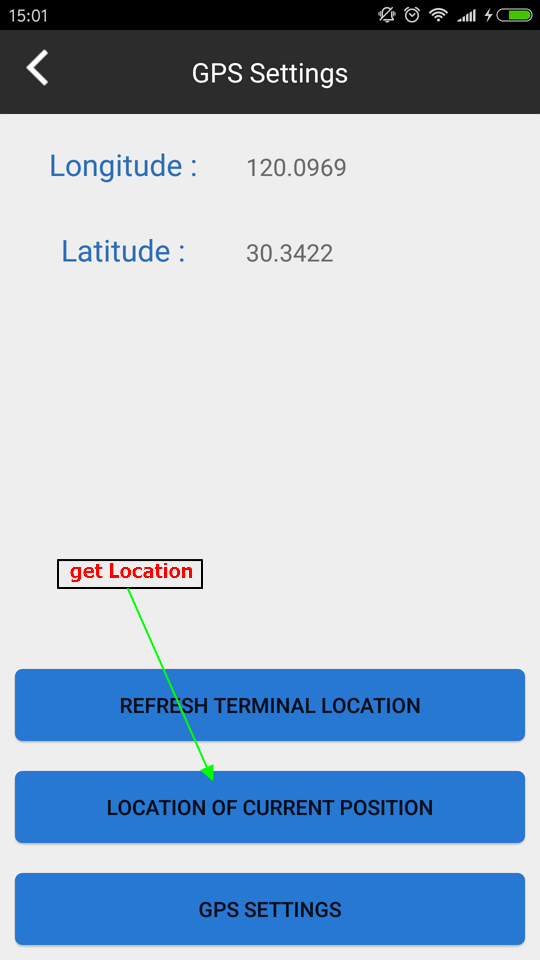 15:01
GPS Settings
Longitude : 120.0969
Latitude : 30.3422
get Location
REFRESH TERMINAL LOCATION
LOCATION OF CURRENT POSITION
GPS SETTINGS